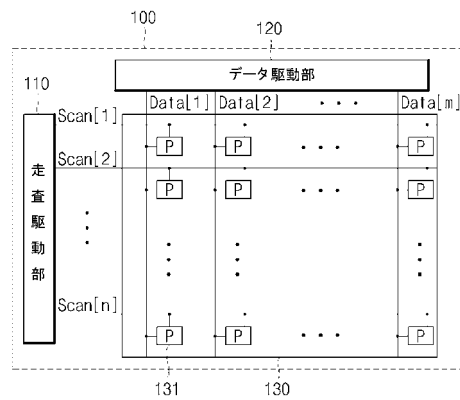 100
120
110
データ駆動部
Data[1] Data[2] ・・・ Data[m]
Scan[1]
P P ・・・ P
Scan[2]
P P ・・・ P
走査駆動部
Scan[n]
P P ・・・ P
131
130